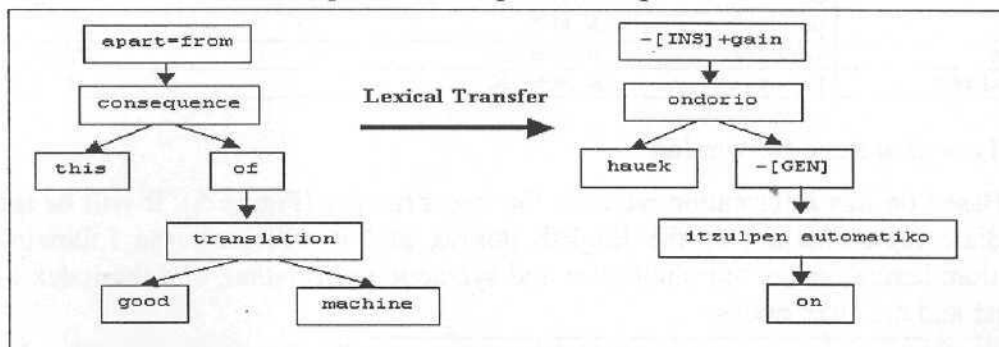 apart=from
-[INS]+gain
consequence
Lexical Transfer
ondorio
this
of
hauek
-[GEN]
translation
itzulpen automatiko
good
machine
on